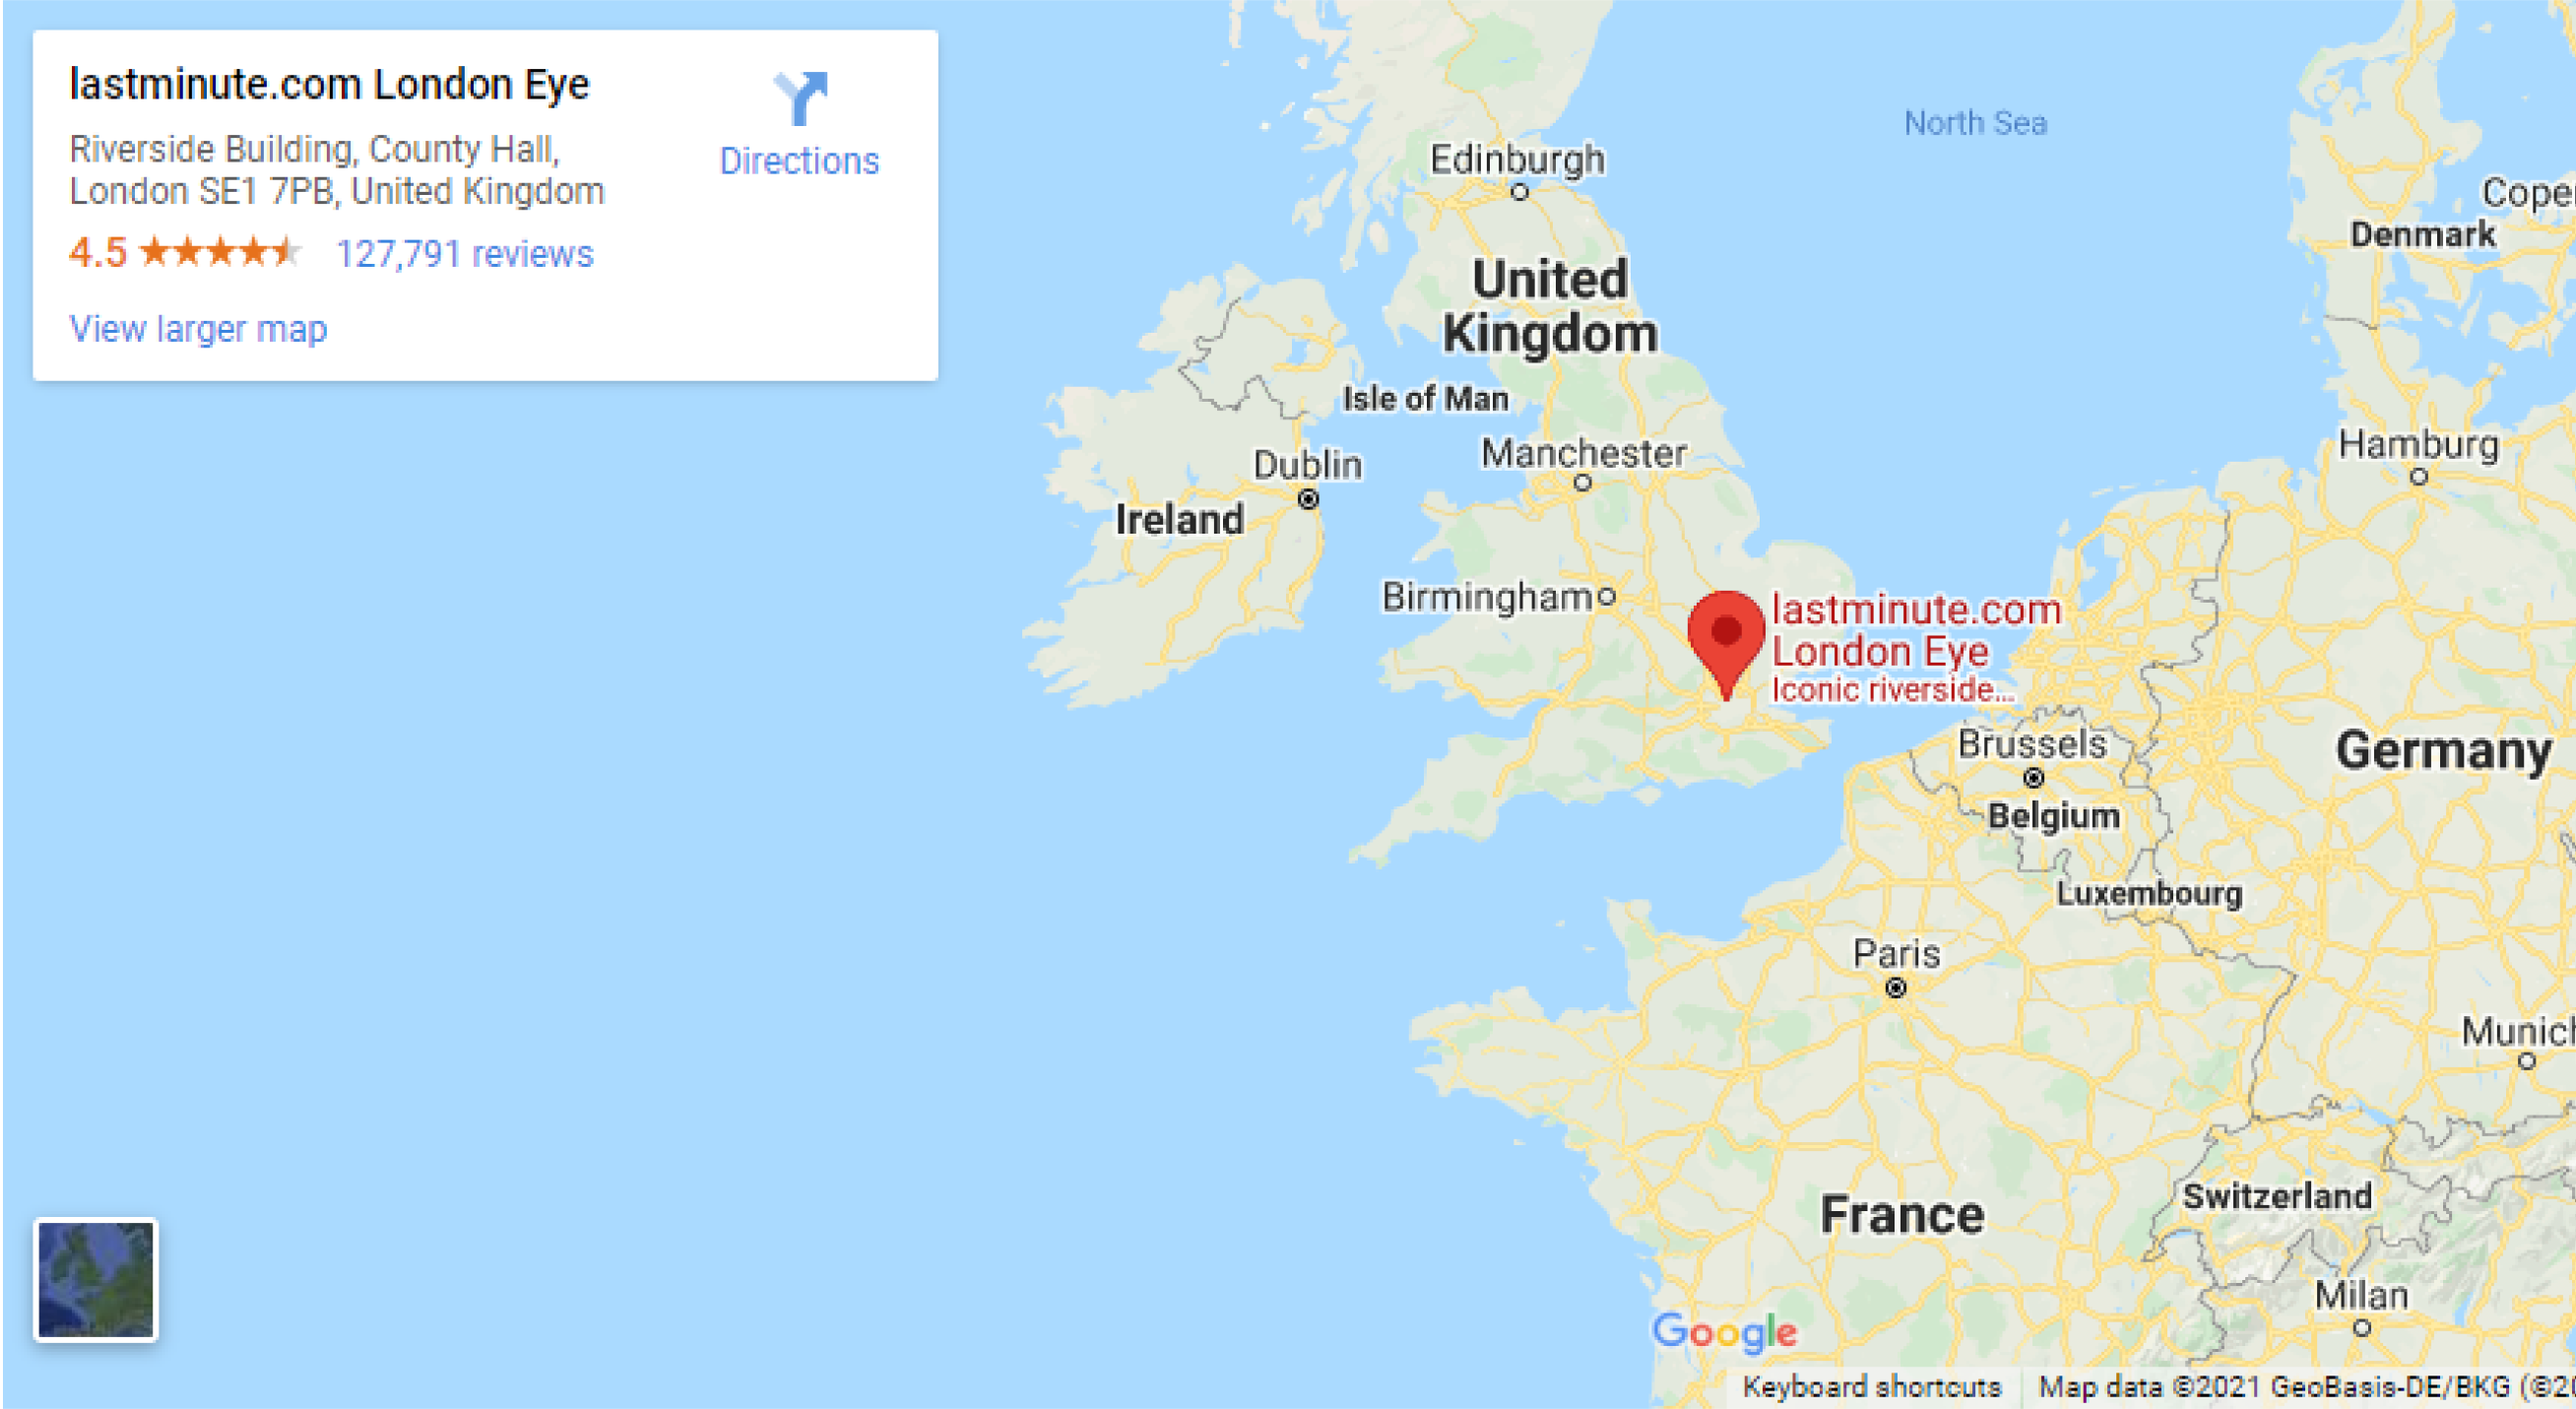 lastminute.com London Eye
Riverside Building, County Hall,
London SE1 7PB, United Kingdom
Directions
4.5
127,791 reviews
View larger map
North Sea
Edinburgh
Cope
Denmark
United
Kingdom
Isle of Man
Manchester
Hamburg
Dublin
Ireland
Birmingham
lastminute.com
London Eye
Iconic riverside...
Brussels
Germany
Belgium
Luxembourg
Paris
Munich
Switzerland
France
Milan
Google
Keyboard shortcuts
Map data ©2021 GeoBasis-DE/BKG (©20